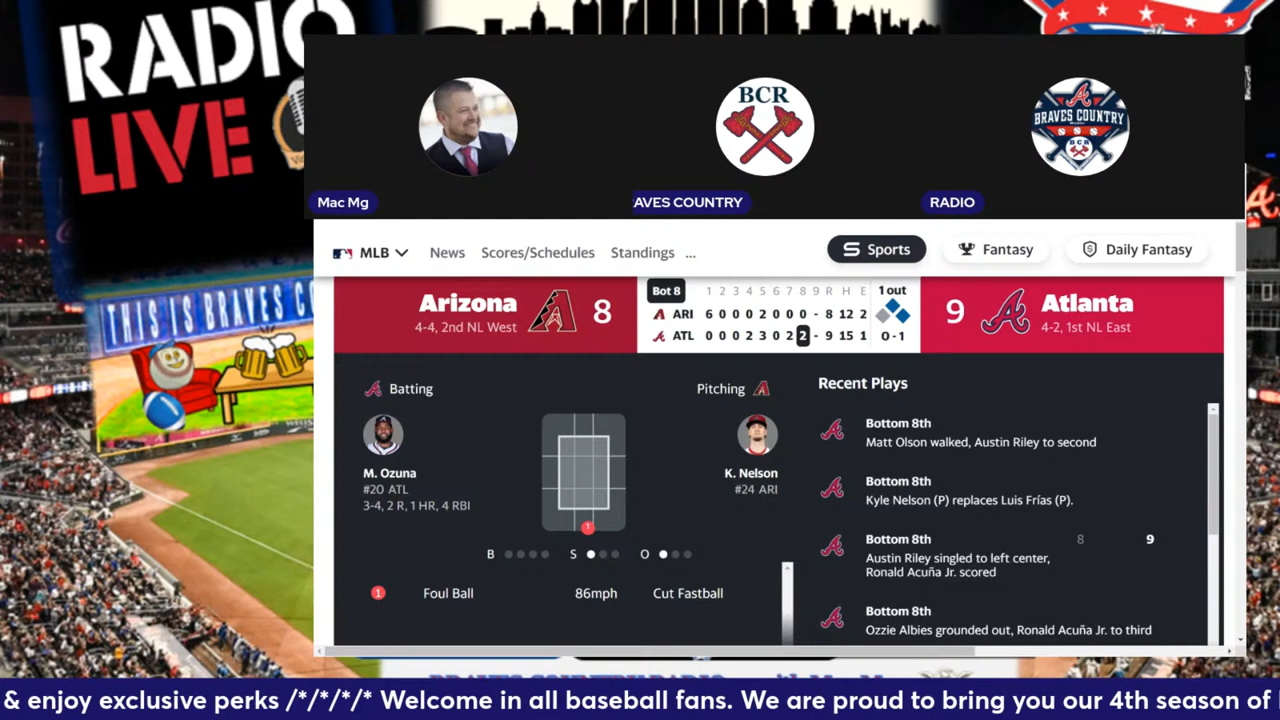 RADIO
LIVE
THIS IS BRAVES C
BCR
BRAVES COUNTRY
BCR
Mac Mg
AVES COUNTRY
RADIO
MLB
News
Scores/Schedules
Standings
...
Sports
Fantasy
Daily Fantasy
Arizona
4-4, 2nd NL West
8
Bot 8 1 2 3 4 5 6 7 8 9 R H E
ARI 6 0 0 0 2 0 0 0 - 8 12 2
ATL 0 0 0 2 3 0 2 2 - 9 15 1
1 out
0 - 1
9
Atlanta
4-2, 1st NL East
Batting
Pitching
M. Ozuna
#20 ATL
3-4, 2 R, 1 HR, 4 RBI
1
K. Nelson
#24 ARI
B
S
O
1 Foul Ball 86mph Cut Fastball
Recent Plays
Bottom 8th
Matt Olson walked, Austin Riley to second
Bottom 8th
Kyle Nelson (P) replaces Luis Frías (P).
Bottom 8th 8 9
Austin Riley singled to left center,
Ronald Acuña Jr. scored
Bottom 8th
Ozzie Albies grounded out, Ronald Acuña Jr. to third
& enjoy exclusive perks /*/*/*/* Welcome in all baseball fans. We are proud to bring you our 4th season of